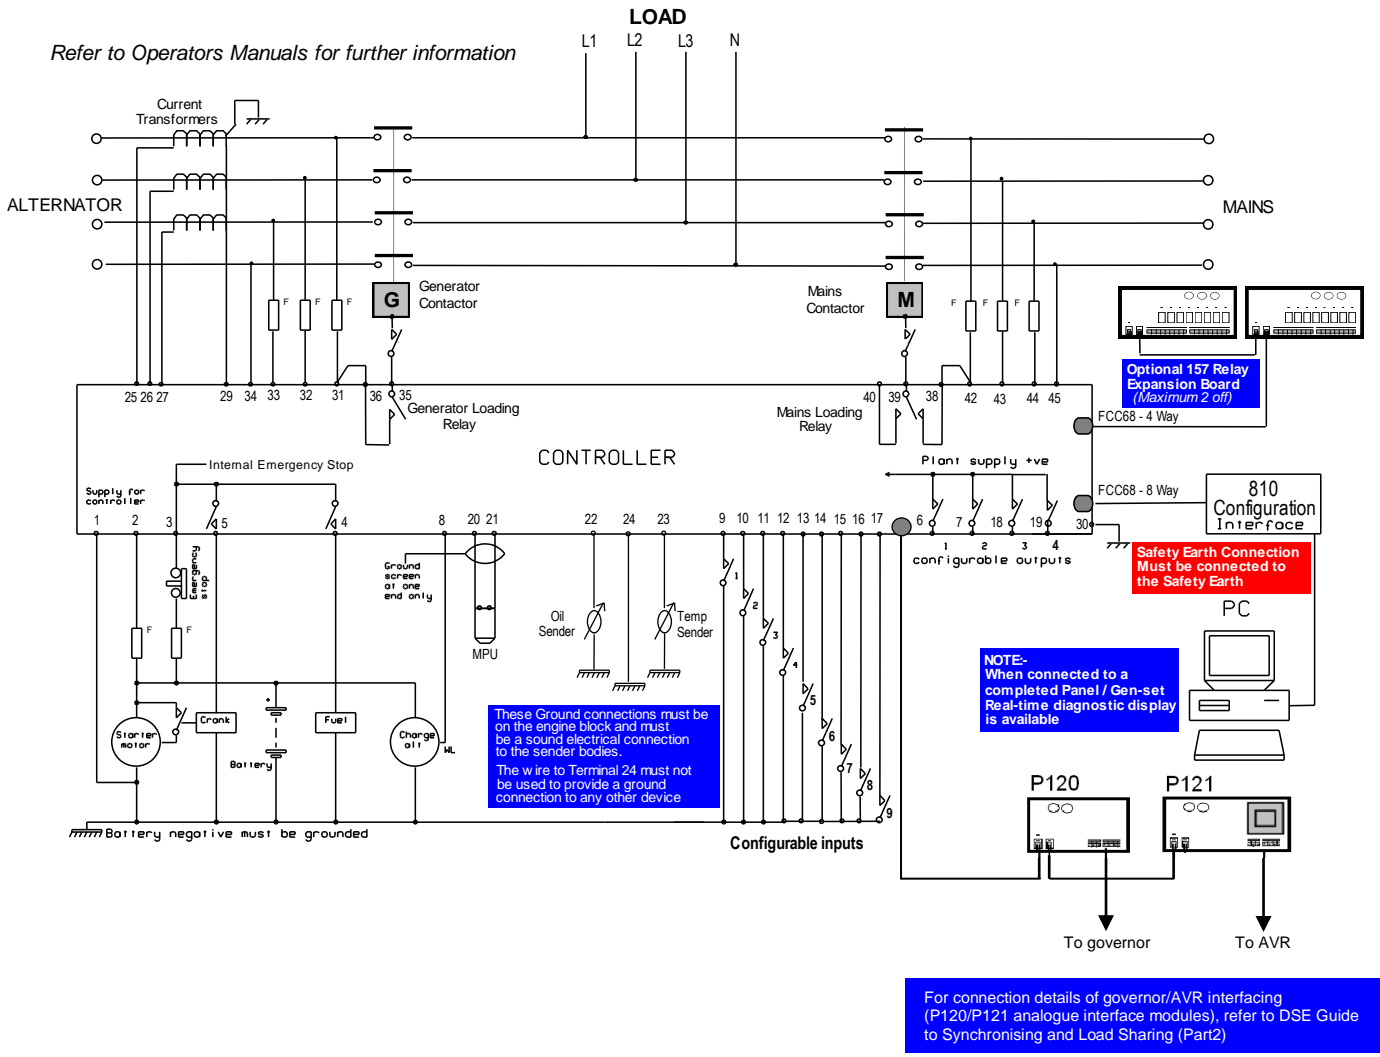 LOAD
Refer to Operators Manuals for further information
L1 L2 L3 N
Current
Transformers
ALTERNATOR
MAINS
Generator
Contactor
G
Mains
Contactor
M
F F F
F F F
25 26 27 29 34 33 32 31 36 35
40 39 38 42 43 44 45
Generator Loading
Relay
Mains Loading
Relay
Optional 157 Relay
Expansion Board
(Maximum 2 off)
FCC68 - 4 Way
Internal Emergency Stop
CONTROLLER
Plant supply +ve
Supply for
controller
FCC68 - 8 Way
810
Configuration
Interface
1 2 3 5 4 8 20 21 22 24 23 9 10 11 12 13 14 15 16 17 6 7 18 19 30
1 2 3 4
configurable outputs
Safety Earth Connection
Must be connected to
the Safety Earth
Emergency
stop
Ground
screen
at one
end only
MPU
Oil
Sender
Temp
Sender
F F
1
2
3
4
5
6
7
8
9
PC
NOTE:-
When connected to a
completed Panel / Gen-set
Real-time diagnostic display
is available
Starter
motor
Crank
+
-
Battery
Fuel
Charge
alt
WL
These Ground connections must be
on the engine block and must
be a sound electrical connection
to the sender bodies.
The wire to Terminal 24 must not
be used to provide a ground
connection to any other device
Battery negative must be grounded
Configurable inputs
P120
P121
To governor
To AVR
For connection details of governor/AVR interfacing
(P120/P121 analogue interface modules), refer to DSE Guide
to Synchronising and Load Sharing (Part2)